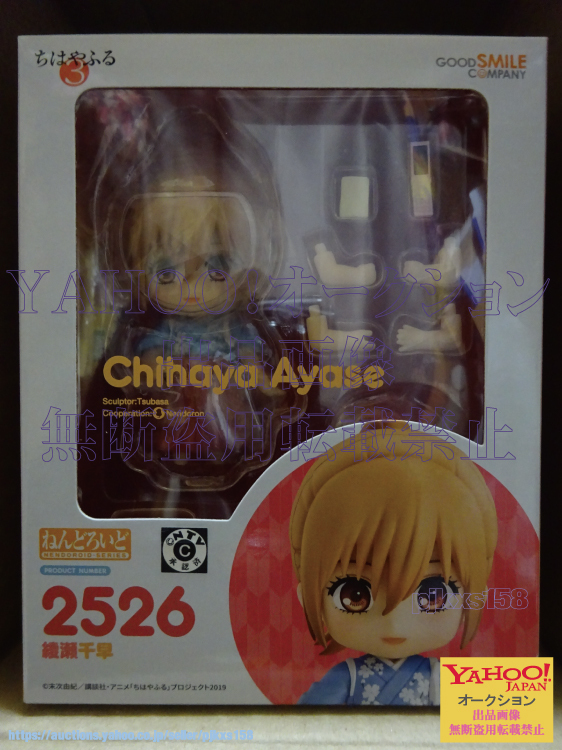 ちはやふる
3
GOOD SMILE
COMPANY
YAHOO!オークション
出品画像
無断盗用転載禁止
Chihaya Ayase
Sculptor:Tsubasa
Cooperation: Nendoron
ねんどろいど
NENDOROID-SERIES
NTV
C
承認済
PRODUCT NUMBER
2526
綾瀬千早
©末次由紀／講談社・アニメ「ちはやふる」プロジェクト2019
YAHOO!
JAPAN
オークション
出品画像
無断盗用転載禁止